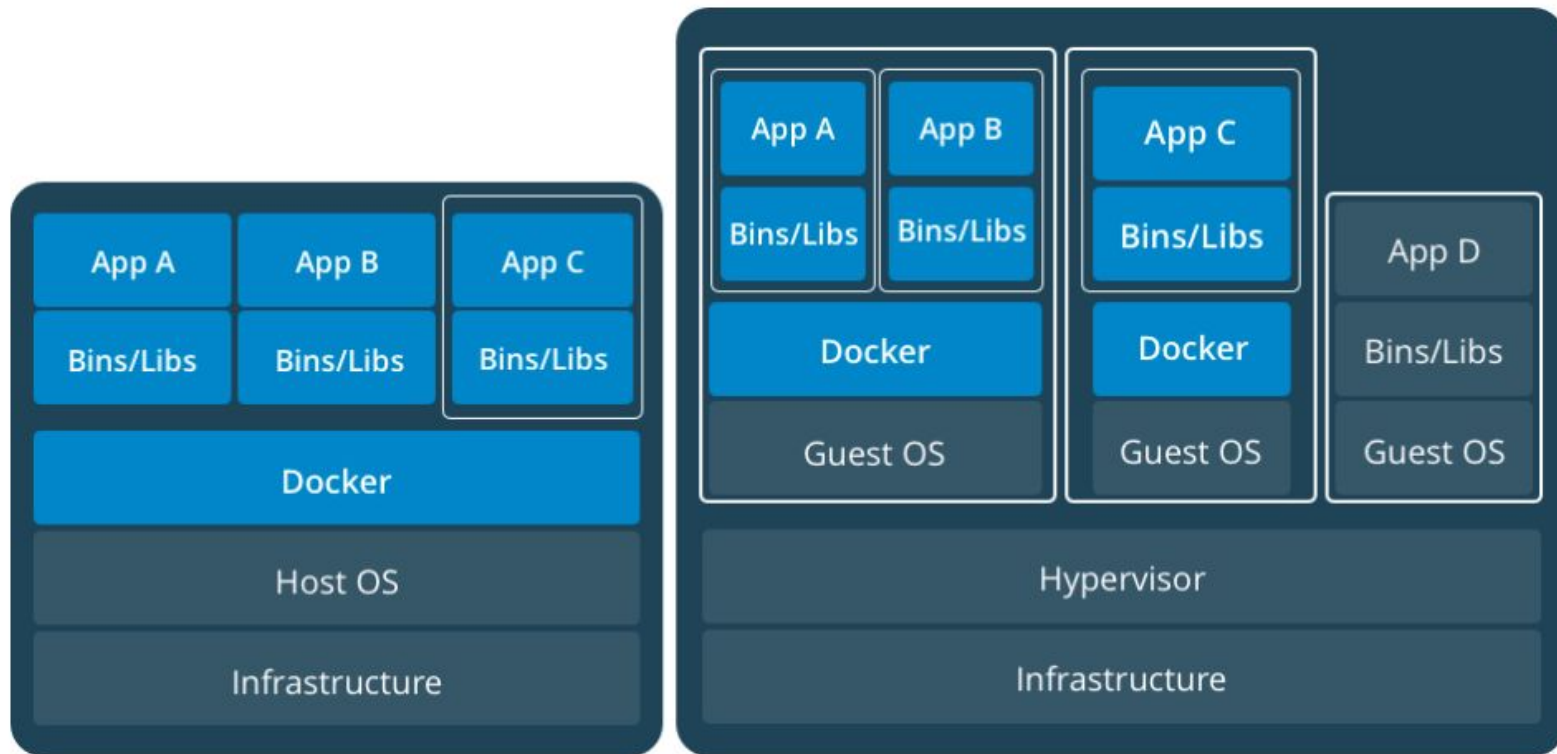 App A
App B
App C
Bins/Libs
Bins/Libs
Bins/Libs
Docker
Host OS
Infrastructure
App A
App B
Bins/Libs
Bins/Libs
Docker
Guest OS
App C
Bins/Libs
Docker
Guest OS
App D
Bins/Libs
Guest OS
Hypervisor
Infrastructure